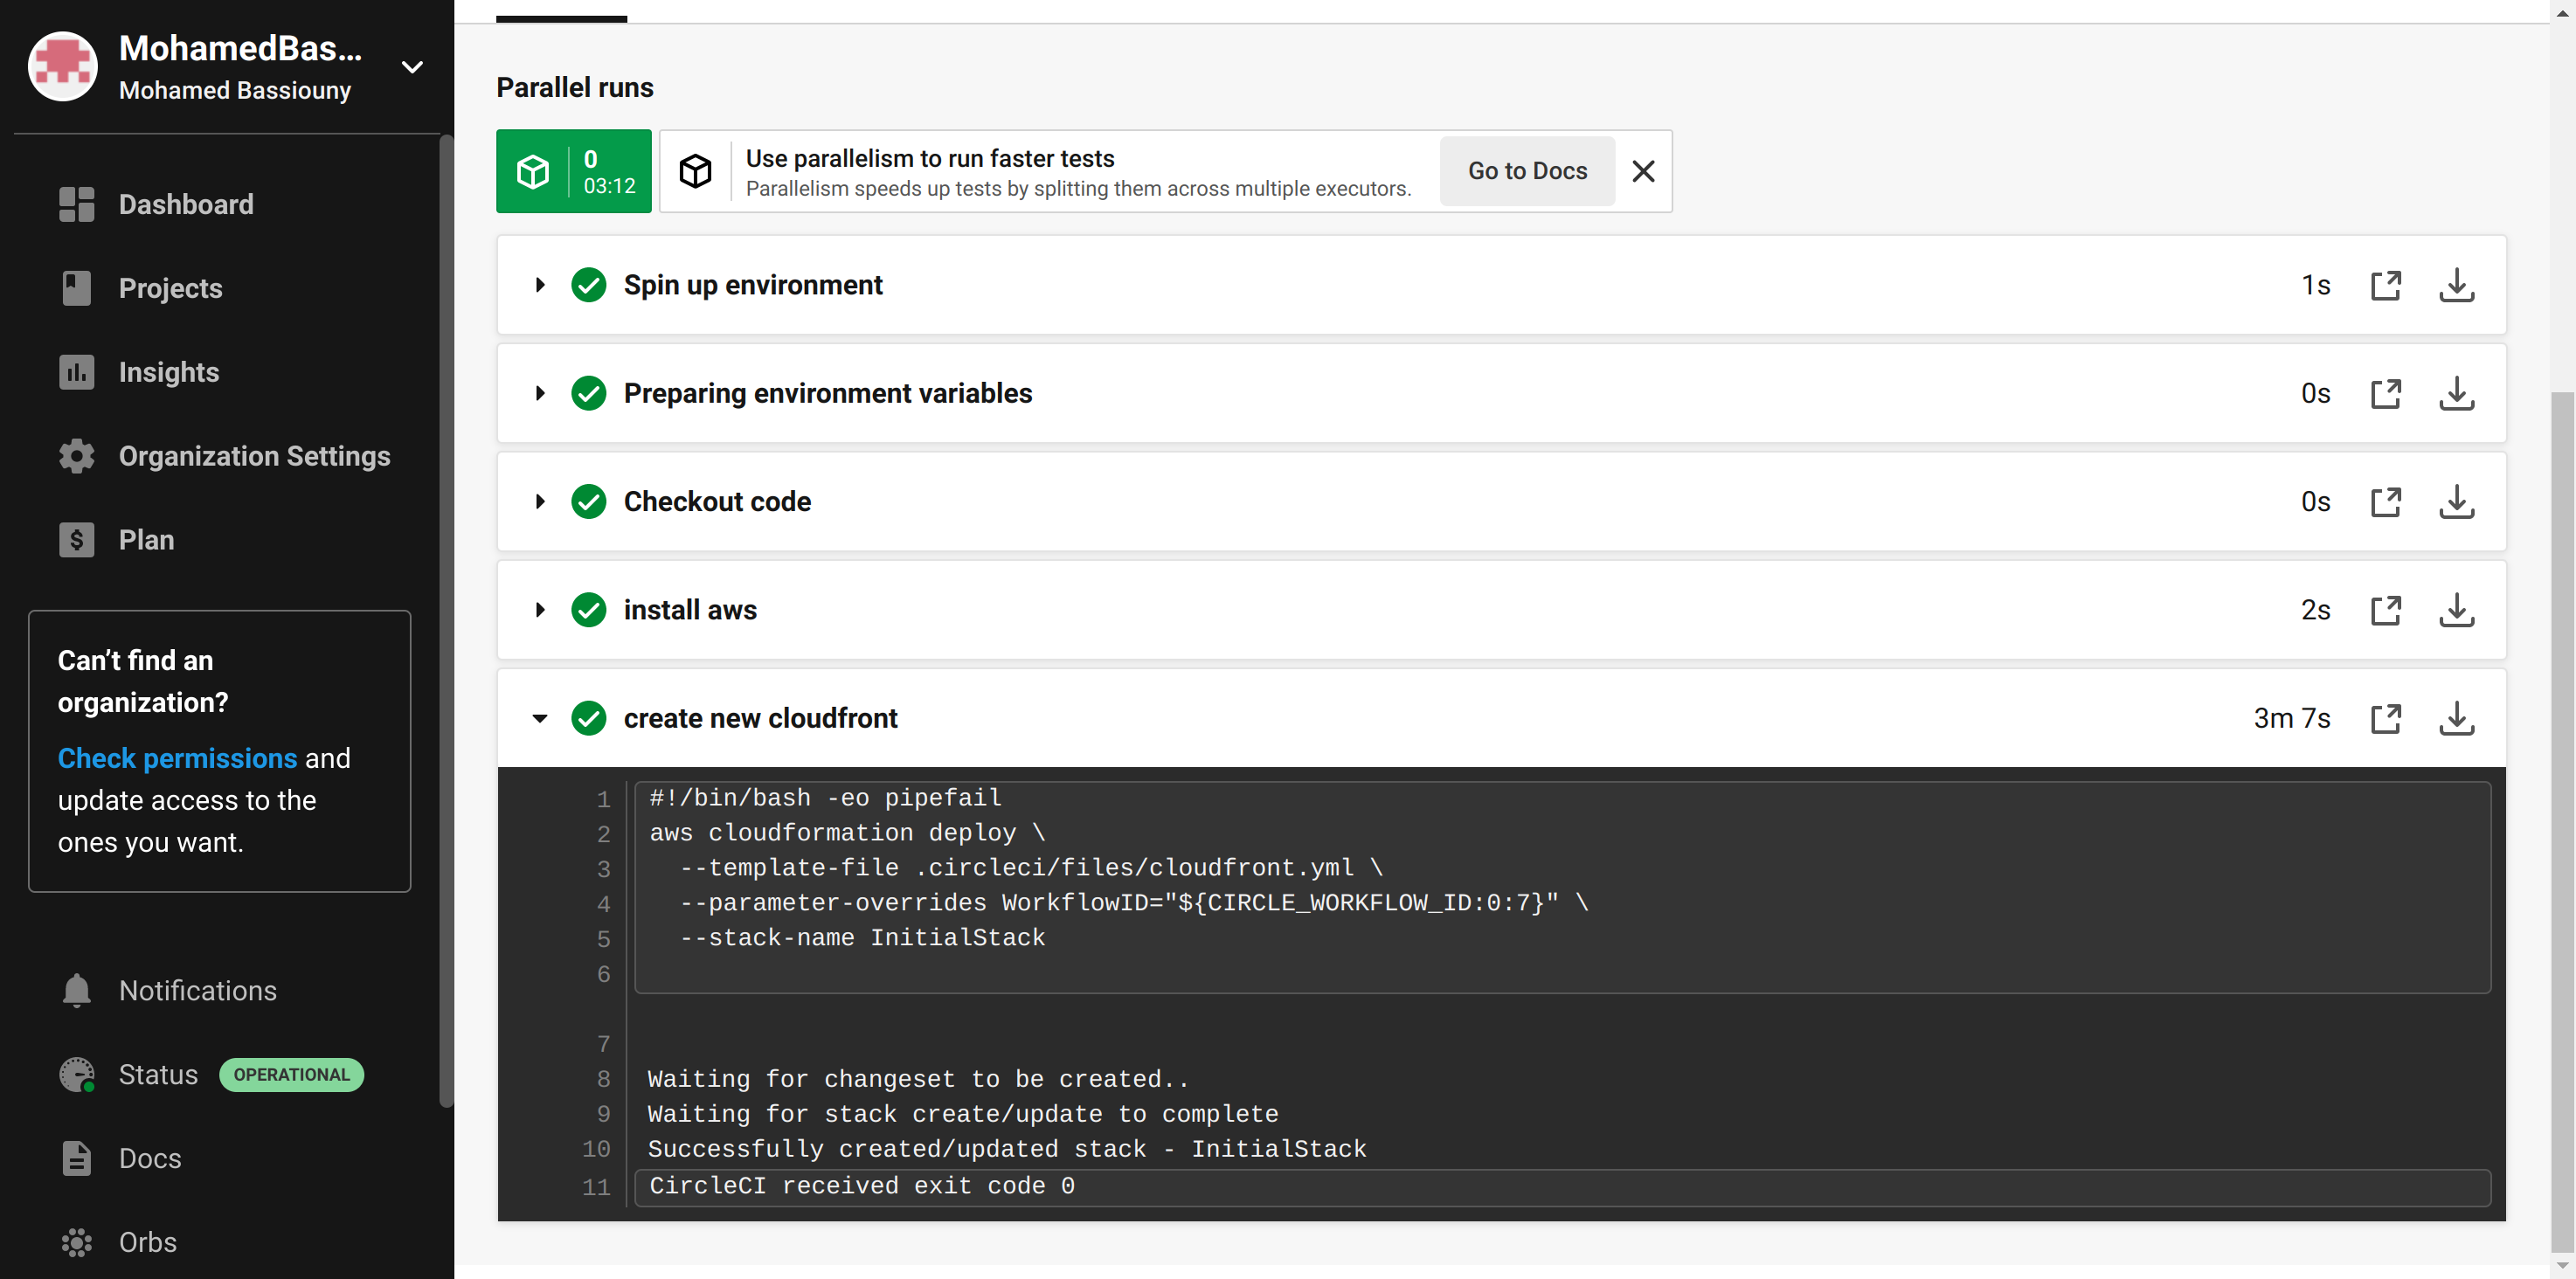 MohamedBas...
Mohamed Bassiouny
Dashboard
Projects
Insights
Organization Settings
Plan
Can’t find an
organization?
Check permissions and
update access to the
ones you want.
Notifications
Status OPERATIONAL
Docs
Orbs
Parallel runs
0
03:12
Use parallelism to run faster tests
Parallelism speeds up tests by splitting them across multiple executors.
Go to Docs
Spin up environment 1s
Preparing environment variables 0s
Checkout code 0s
install aws 2s
create new cloudfront 3m 7s
1 #!/bin/bash -eo pipefail
2 aws cloudformation deploy \
3 --template-file .circleci/files/cloudfront.yml \
4 --parameter-overrides WorkflowID="${CIRCLE_WORKFLOW_ID:0:7}" \
5 --stack-name InitialStack
6
7
8 Waiting for changeset to be created..
9 Waiting for stack create/update to complete
10 Successfully created/updated stack - InitialStack
11 CircleCI received exit code 0